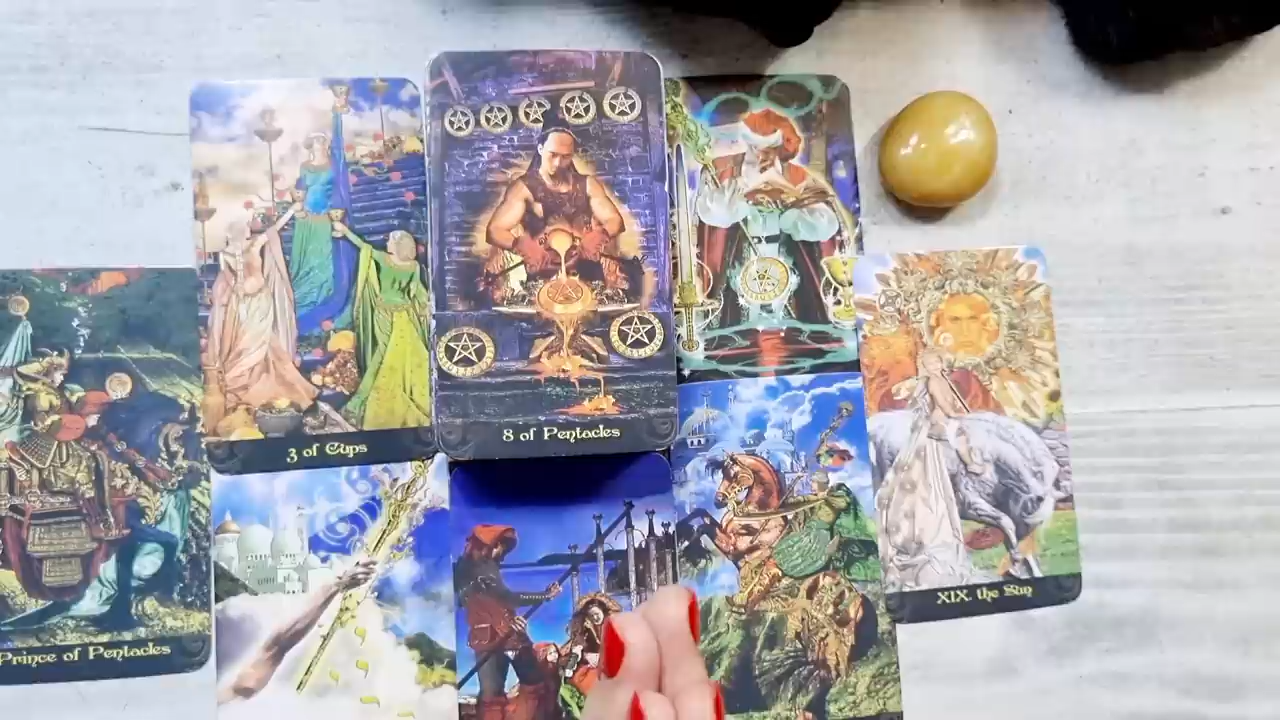 3 of Cups
8 of Pentacles
XIX. the Sun
Prince of Pentacles